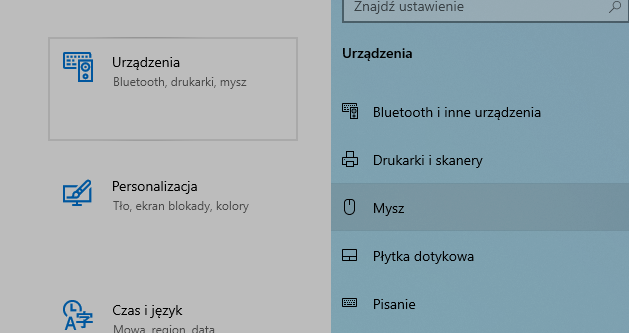 Urządzenia
Bluetooth, drukarki, mysz
Personalizacja
Tło, ekran blokady, kolory
Czas i język
Mowa, region, data
Znajdź ustawienie
Urządzenia
Bluetooth i inne urządzenia
Drukarki i skanery
Mysz
Płytka dotykowa
Pisanie